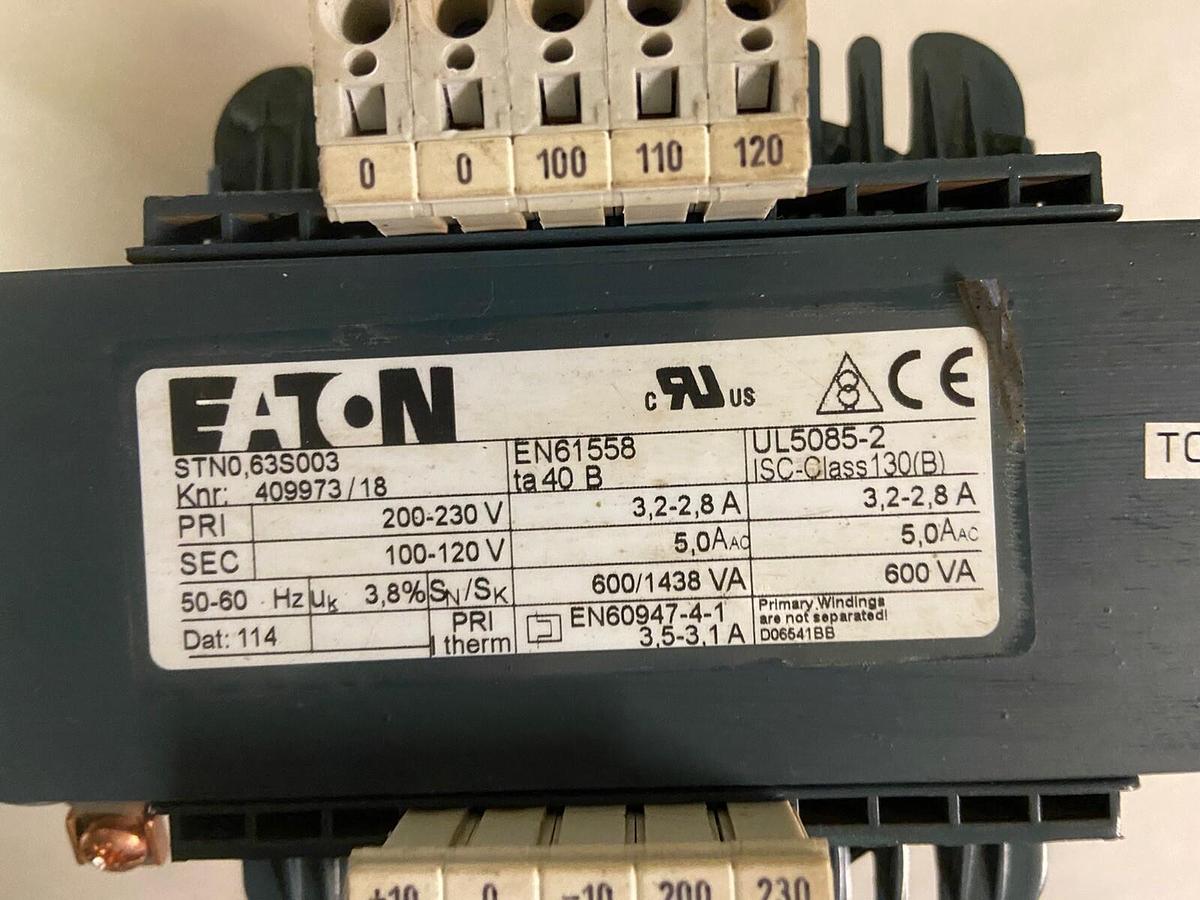 0 0 100 110 120
EATON
c RU US
CE
STN0,63S003
Knr: 409973/18
EN61558
ta 40 B
UL5085-2
ISC-Class130(B)
PRI 200-230 V 3,2-2,8 A 3,2-2,8 A
SEC 100-120 V 5,0AAC 5,0AAC
50-60 Hz uk 3,8% SN/SK 600/1438 VA 600 VA
Dat: 114
PRI
I therm
EN60947-4-1
3,5-3,1 A
Primary Windings
are not separated!
D06541BB
TC
+10 0 -10 200 230